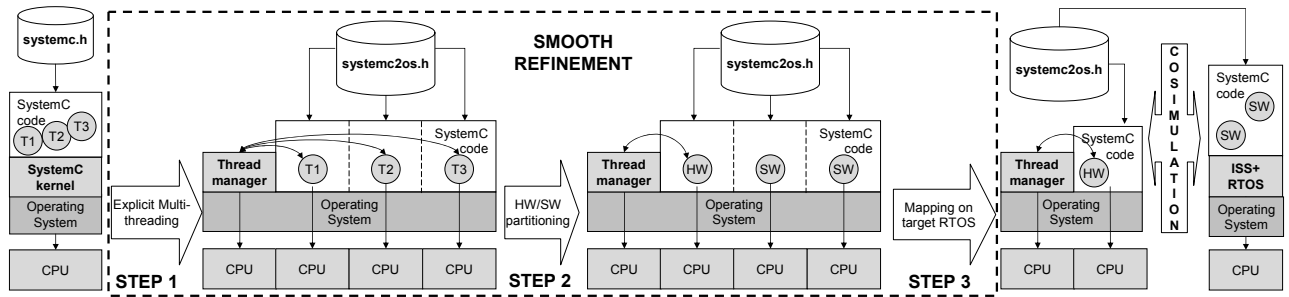 systemc.h
SystemC
code
T1
T2
T3
SystemC
kernel
Operating
System
CPU
Explicit Multi-
threading
STEP 1
SMOOTH
REFINEMENT
systemc2os.h
SystemC
code
Thread
manager
T1
T2
T3
Operating
System
CPU
CPU
CPU
CPU
HW/SW
partitioning
STEP 2
systemc2os.h
SystemC
code
Thread
manager
HW
SW
SW
Operating
System
CPU
CPU
CPU
CPU
Mapping on
target RTOS
STEP 3
systemc2os.h
SystemC
code
Thread
manager
HW
Operating
System
CPU
CPU
COSIMULATION
SystemC
code
SW
SW
ISS+
RTOS
Operating
System
CPU